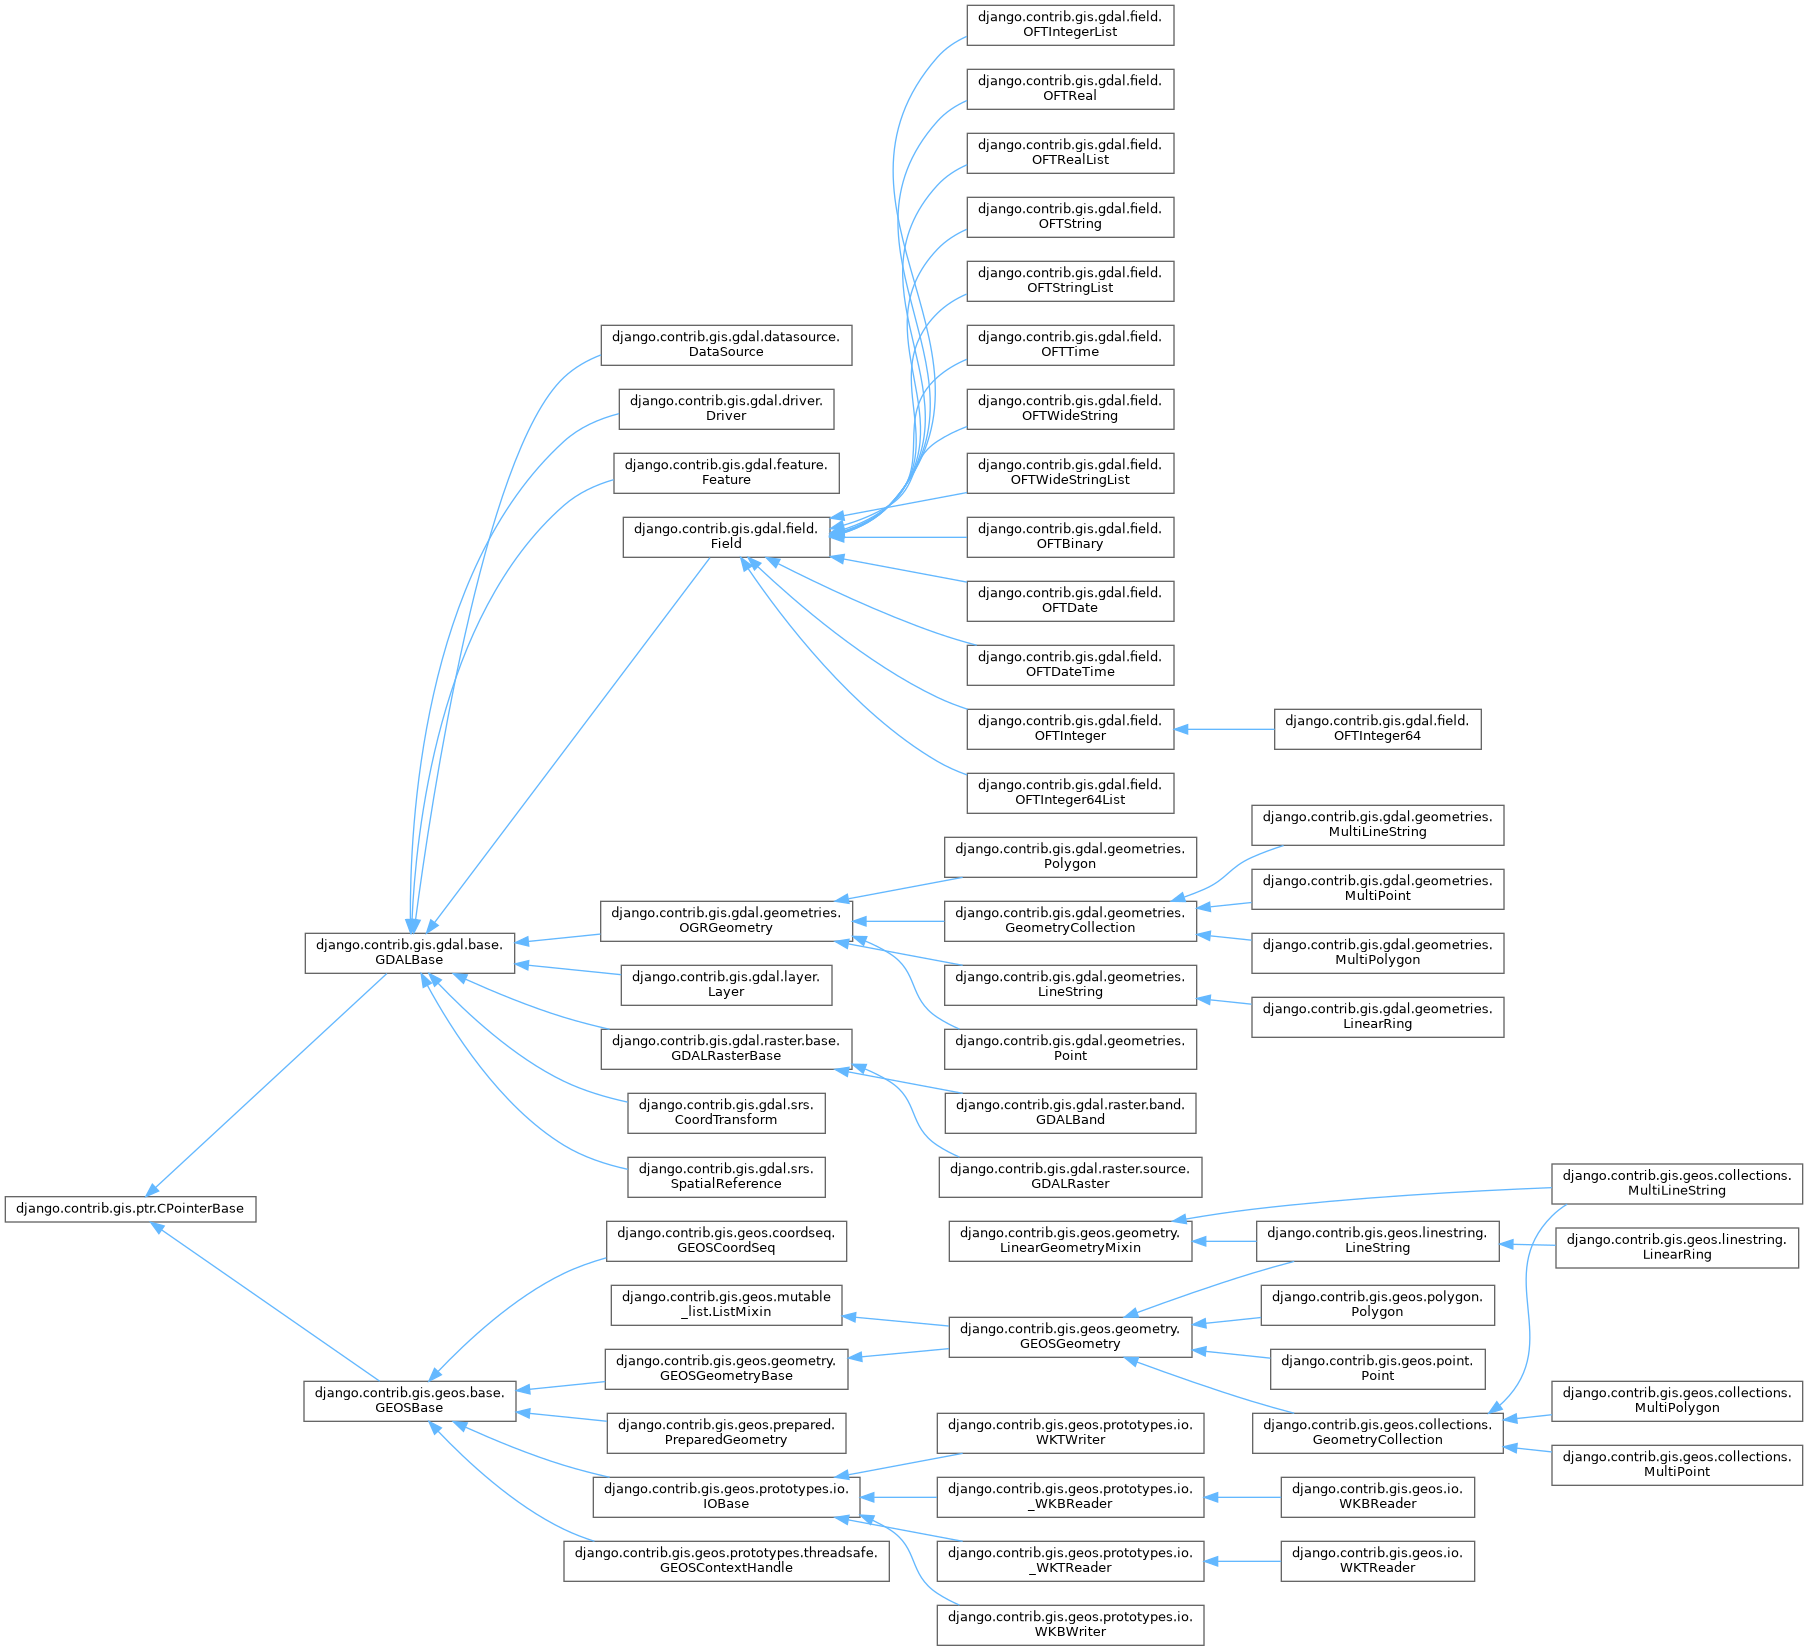 django.contrib.gis.gdal.field.
OFTIntegerList
django.contrib.gis.gdal.field.
OFTReal
django.contrib.gis.gdal.field.
OFTRealList
django.contrib.gis.gdal.field.
OFTString
django.contrib.gis.gdal.field.
OFTStringList
django.contrib.gis.gdal.datasource.
DataSource
django.contrib.gis.gdal.field.
OFTTime
django.contrib.gis.gdal.driver.
Driver
django.contrib.gis.gdal.field.
OFTWideString
django.contrib.gis.gdal.feature.
Feature
django.contrib.gis.gdal.field.
OFTWideStringList
django.contrib.gis.gdal.field.
Field
django.contrib.gis.gdal.field.
OFTBinary
django.contrib.gis.gdal.field.
OFTDate
django.contrib.gis.gdal.field.
OFTDateTime
django.contrib.gis.gdal.field.
OFTInteger
django.contrib.gis.gdal.field.
OFTInteger64
django.contrib.gis.gdal.field.
OFTInteger64List
django.contrib.gis.gdal.geometries.
MultiLineString
django.contrib.gis.gdal.geometries.
Polygon
django.contrib.gis.gdal.geometries.
MultiPoint
django.contrib.gis.gdal.geometries.
OGRGeometry
django.contrib.gis.gdal.geometries.
GeometryCollection
django.contrib.gis.gdal.base.
GDALBase
django.contrib.gis.gdal.geometries.
MultiPolygon
django.contrib.gis.gdal.layer.
Layer
django.contrib.gis.gdal.geometries.
LineString
django.contrib.gis.gdal.geometries.
LinearRing
django.contrib.gis.gdal.raster.base.
GDALRasterBase
django.contrib.gis.gdal.geometries.
Point
django.contrib.gis.gdal.srs.
CoordTransform
django.contrib.gis.gdal.raster.band.
GDALBand
django.contrib.gis.gdal.srs.
SpatialReference
django.contrib.gis.gdal.raster.source.
GDALRaster
django.contrib.gis.geos.collections.
MultiLineString
django.contrib.gis.ptr.CPointerBase
django.contrib.gis.geos.coordseq.
GEOSCoordSeq
django.contrib.gis.geos.geometry.
LinearGeometryMixin
django.contrib.gis.geos.linestring.
LineString
django.contrib.gis.geos.linestring.
LinearRing
django.contrib.gis.geos.mutable
_list.ListMixin
django.contrib.gis.geos.polygon.
Polygon
django.contrib.gis.geos.geometry.
GEOSGeometry
django.contrib.gis.geos.geometry.
GEOSGeometryBase
django.contrib.gis.geos.point.
Point
django.contrib.gis.geos.base.
GEOSBase
django.contrib.gis.geos.collections.
MultiPolygon
django.contrib.gis.geos.prepared.
PreparedGeometry
django.contrib.gis.geos.prototypes.io.
WKTWriter
django.contrib.gis.geos.collections.
GeometryCollection
django.contrib.gis.geos.collections.
MultiPoint
django.contrib.gis.geos.prototypes.io.
IOBase
django.contrib.gis.geos.prototypes.io.
_WKBReader
django.contrib.gis.geos.io.
WKBReader
django.contrib.gis.geos.prototypes.threadsafe.
GEOSContextHandle
django.contrib.gis.geos.prototypes.io.
_WKTReader
django.contrib.gis.geos.io.
WKTReader
django.contrib.gis.geos.prototypes.io.
WKBWriter